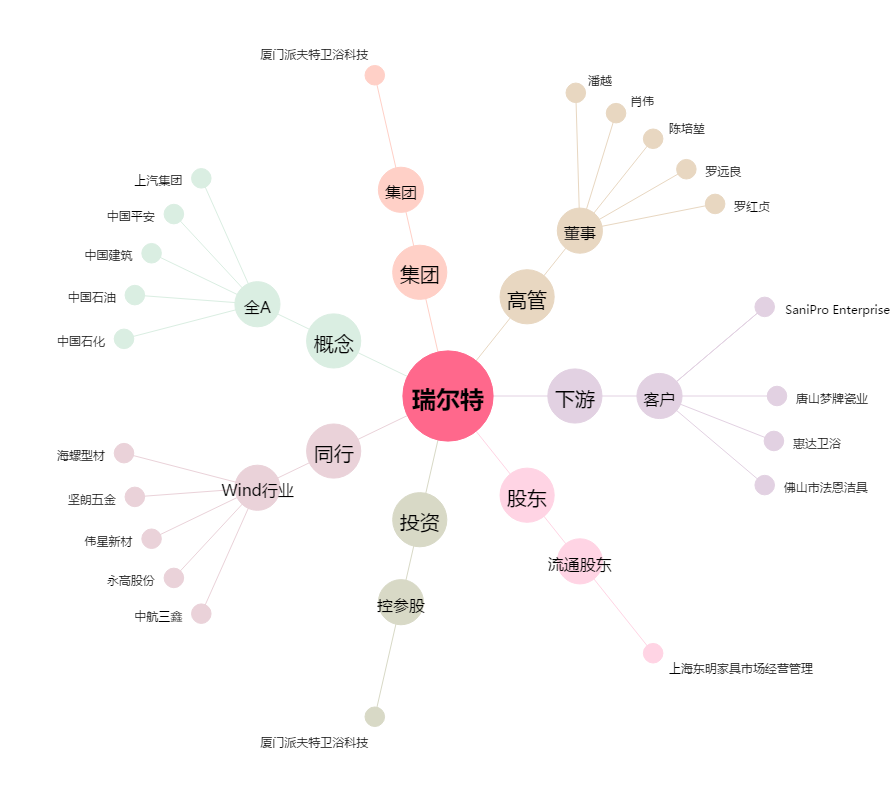 厦门派夫特卫浴科技
潘越
肖伟
陈培堃
罗远良
罗红贞
上汽集团
中国平安
中国建筑
中国石油
中国石化
集团
董事
集团
高管
全A
概念
SaniPro Enterprise
瑞尔特
下游
客户
唐山梦牌瓷业
惠达卫浴
佛山市法恩洁具
同行
Wind行业
海螺型材
坚朗五金
伟星新材
永高股份
中航三鑫
投资
股东
控参股
流通股东
上海东明家具市场经营管理
厦门派夫特卫浴科技